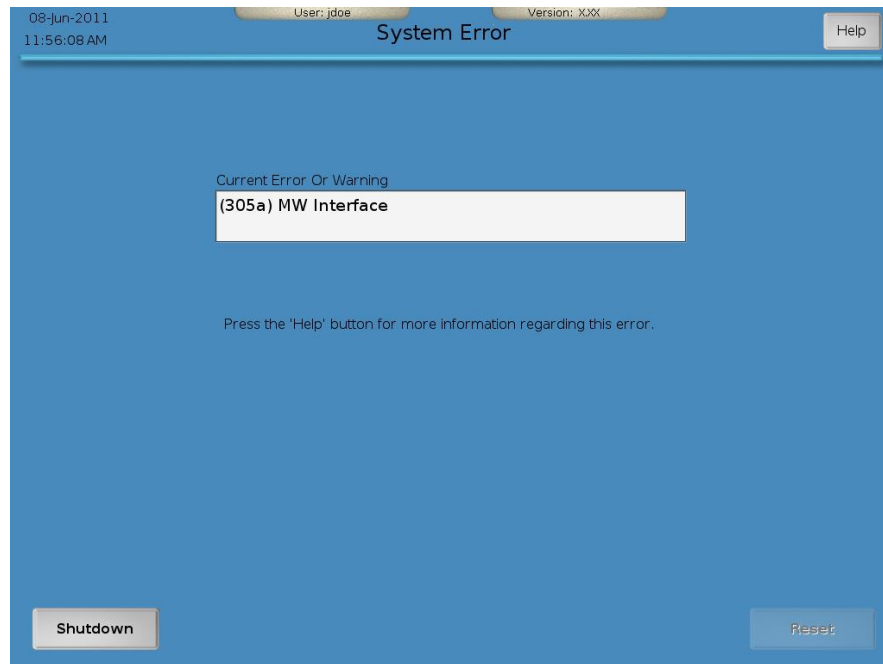 08-Jun-2011
User: jdoe
Version: X.XX
11:56:08 AM
System Error
Help
Current Error Or Warning
(305a) MW Interface
Press the 'Help' button for more information regarding this error.
Shutdown
Reset